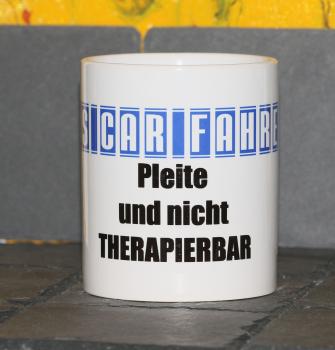 SCAR FAHRE
Pleite
und nicht
THERAPIERBAR